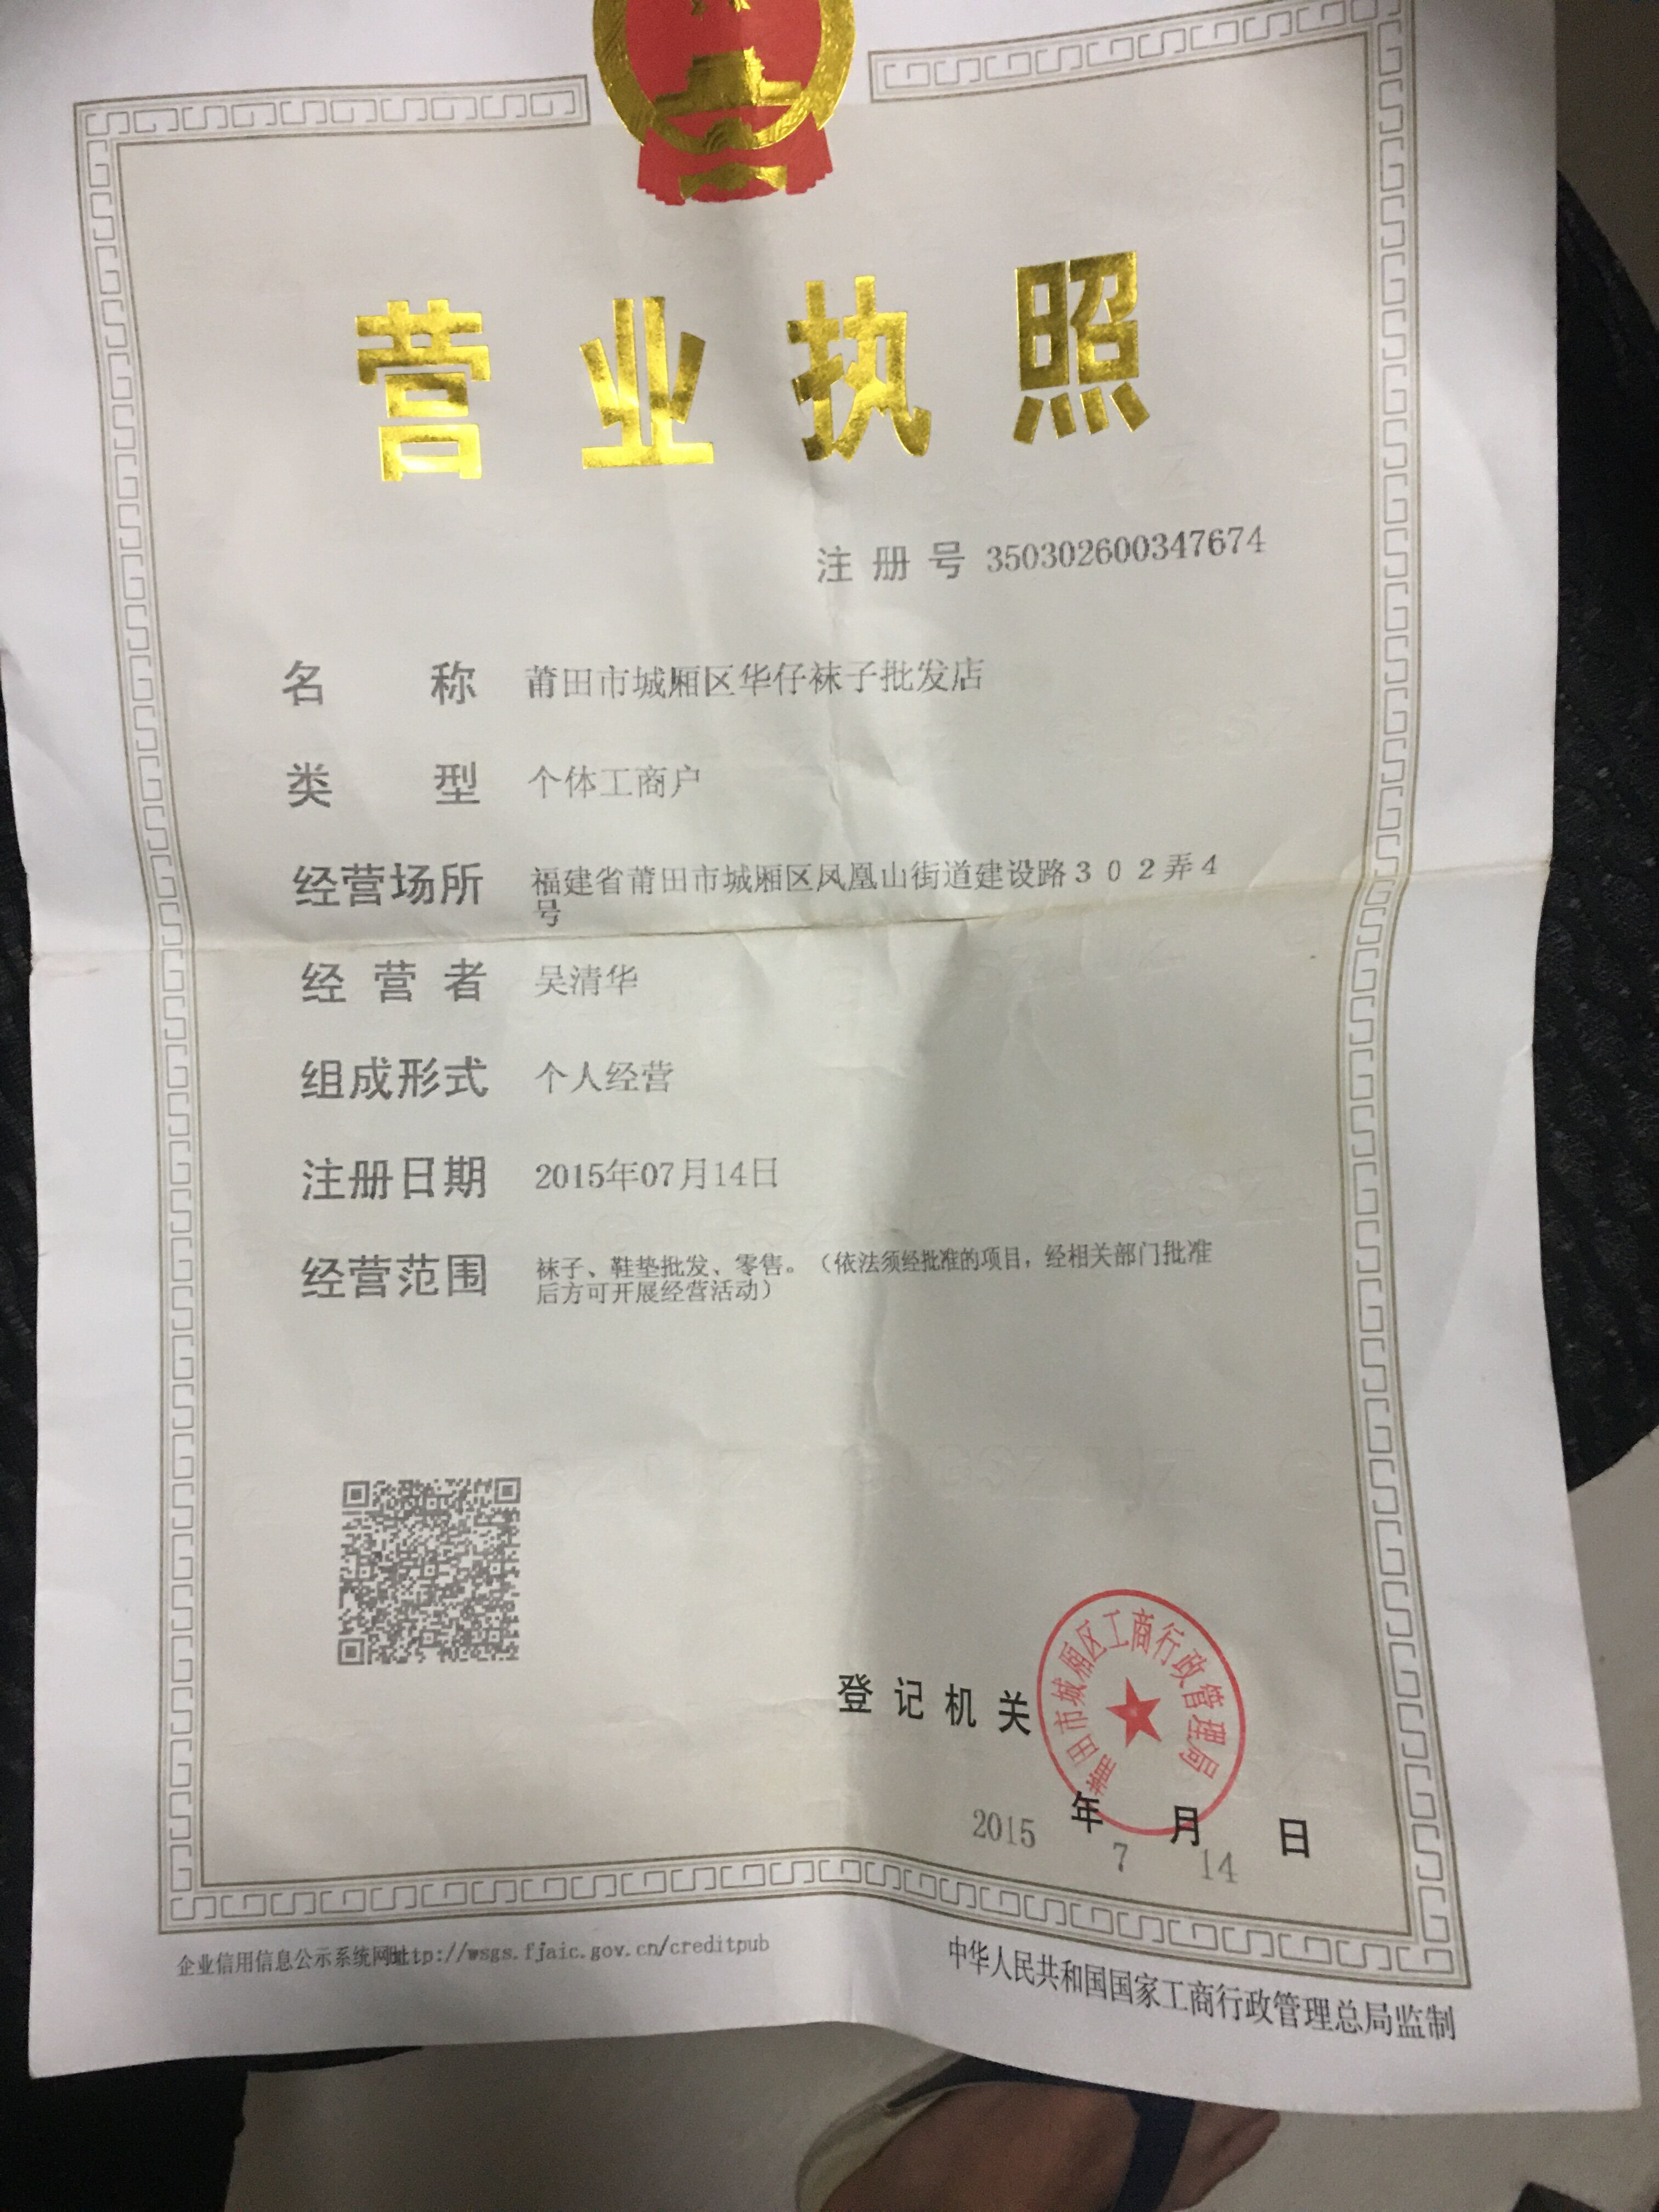 营业执照
注册号 350302600347674
名称 莆田市城厢区华仔袜子批发店
类型 个体工商户
经营场所 福建省莆田市城厢区凤凰山街道建设路３０２弄４
号
经营者 吴清华
组成形式 个人经营
注册日期 2015年07月14日
经营范围 袜子、鞋垫批发、零售。（依法须经批准的项目，经相关部门批准
后方可开展经营活动）
莆田市城厢区工商行政管理局
登记机关
年 月 日
2015 7 14
企业信用信息公示系统网址http://wsgs.fjaic.gov.cn/creditpub
中华人民共和国国家工商行政管理总局监制